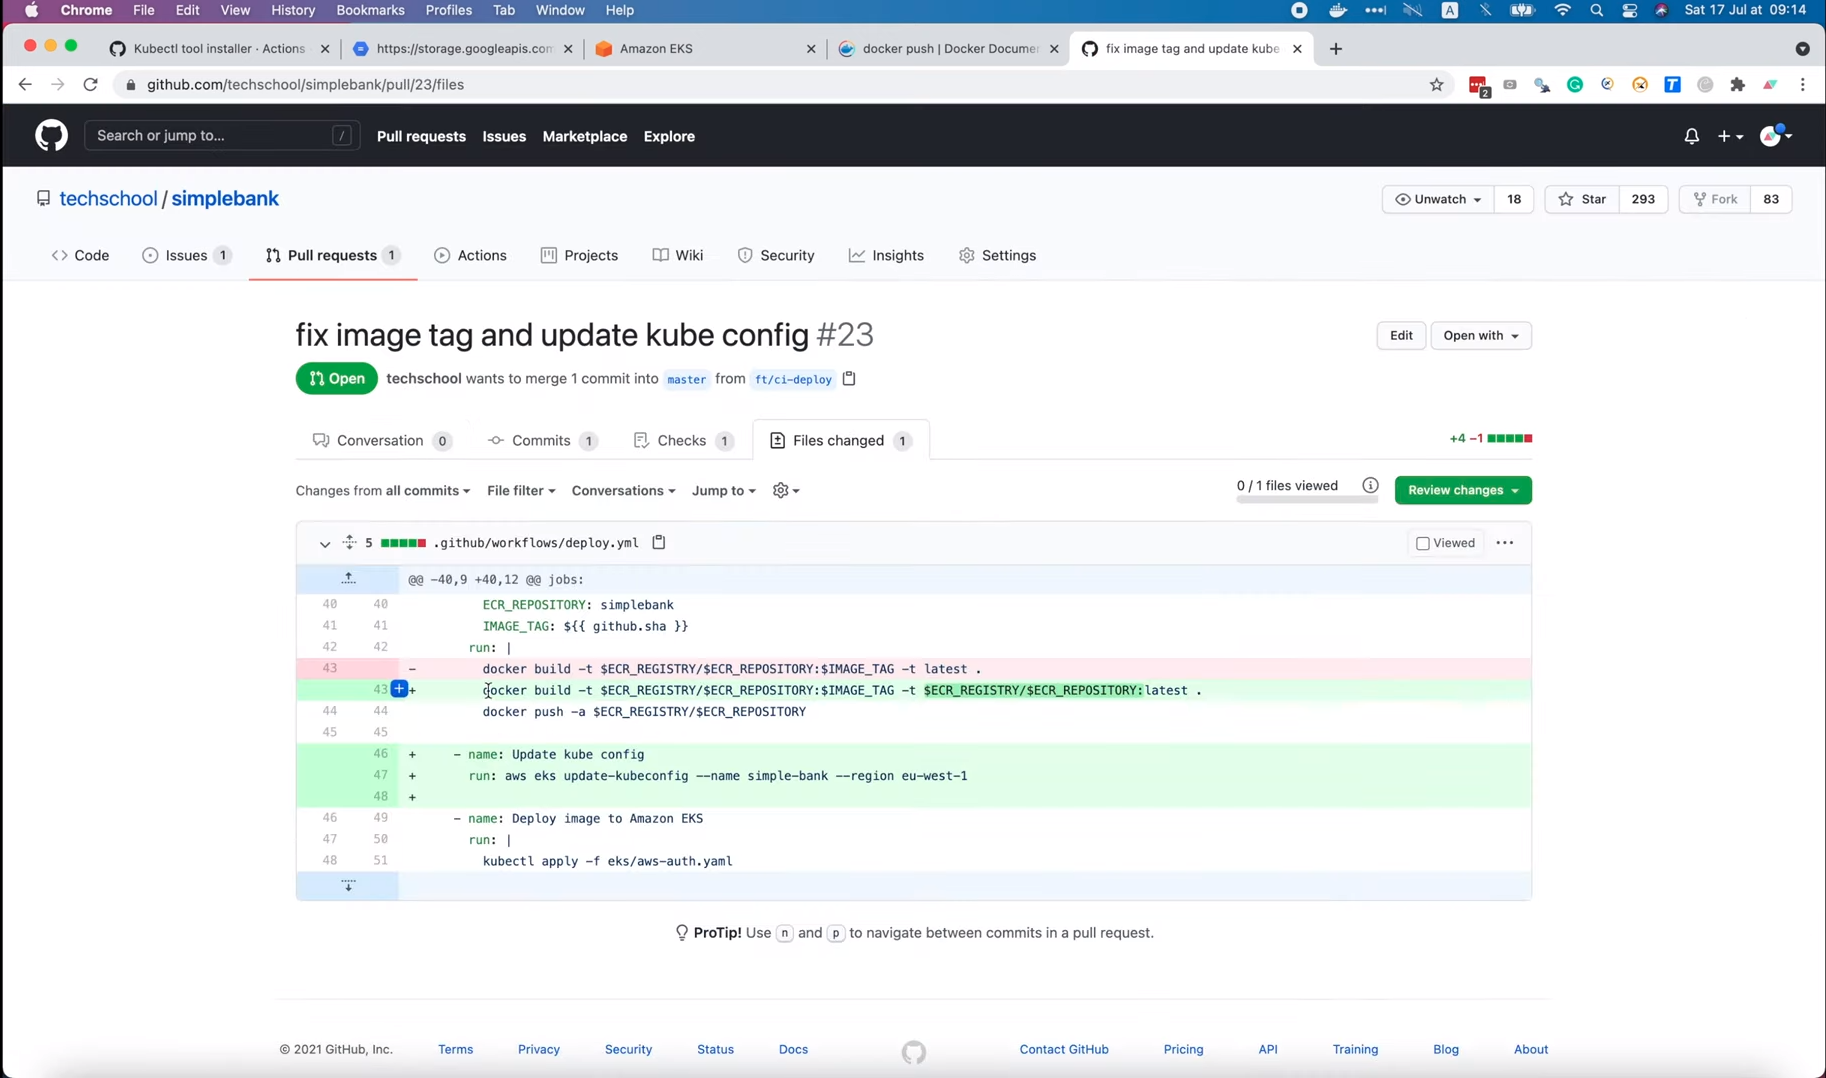 Chrome File Edit View History Bookmarks Profiles Tab Window Help A Sat 17 Jul at 09:14
Kubectl tool installer · Actions https://storage.googleapis.com Amazon EKS docker push | Docker Documen fix image tag and update kube
github.com/techschool/simplebank/pull/23/files 2 T
Search or jump to... / Pull requests Issues Marketplace Explore
techschool / simplebank Unwatch 18 Star 293 Fork 83
Code Issues 1 Pull requests 1 Actions Projects Wiki Security Insights Settings
fix image tag and update kube config #23 Edit Open with
Open techschool wants to merge 1 commit into master from ft/ci-deploy
Conversation 0 Commits 1 Checks 1 Files changed 1 +4 −1
Changes from all commits File filter Conversations Jump to 0 / 1 files viewed Review changes
5 .github/workflows/deploy.yml Viewed
@@ -40,9 +40,12 @@ jobs:
40 40 ECR_REPOSITORY: simplebank
41 41 IMAGE_TAG: ${{ github.sha }}
42 42 run: |
43 - docker build -t $ECR_REGISTRY/$ECR_REPOSITORY:$IMAGE_TAG -t latest .
43 + docker build -t $ECR_REGISTRY/$ECR_REPOSITORY:$IMAGE_TAG -t $ECR_REGISTRY/$ECR_REPOSITORY:latest .
44 44 docker push -a $ECR_REGISTRY/$ECR_REPOSITORY
45 45
46 + - name: Update kube config
47 + run: aws eks update-kubeconfig --name simple-bank --region eu-west-1
48 +
46 49 - name: Deploy image to Amazon EKS
47 50 run: |
48 51 kubectl apply -f eks/aws-auth.yaml
ProTip! Use n and p to navigate between commits in a pull request.
© 2021 GitHub, Inc. Terms Privacy Security Status Docs Contact GitHub Pricing API Training Blog About